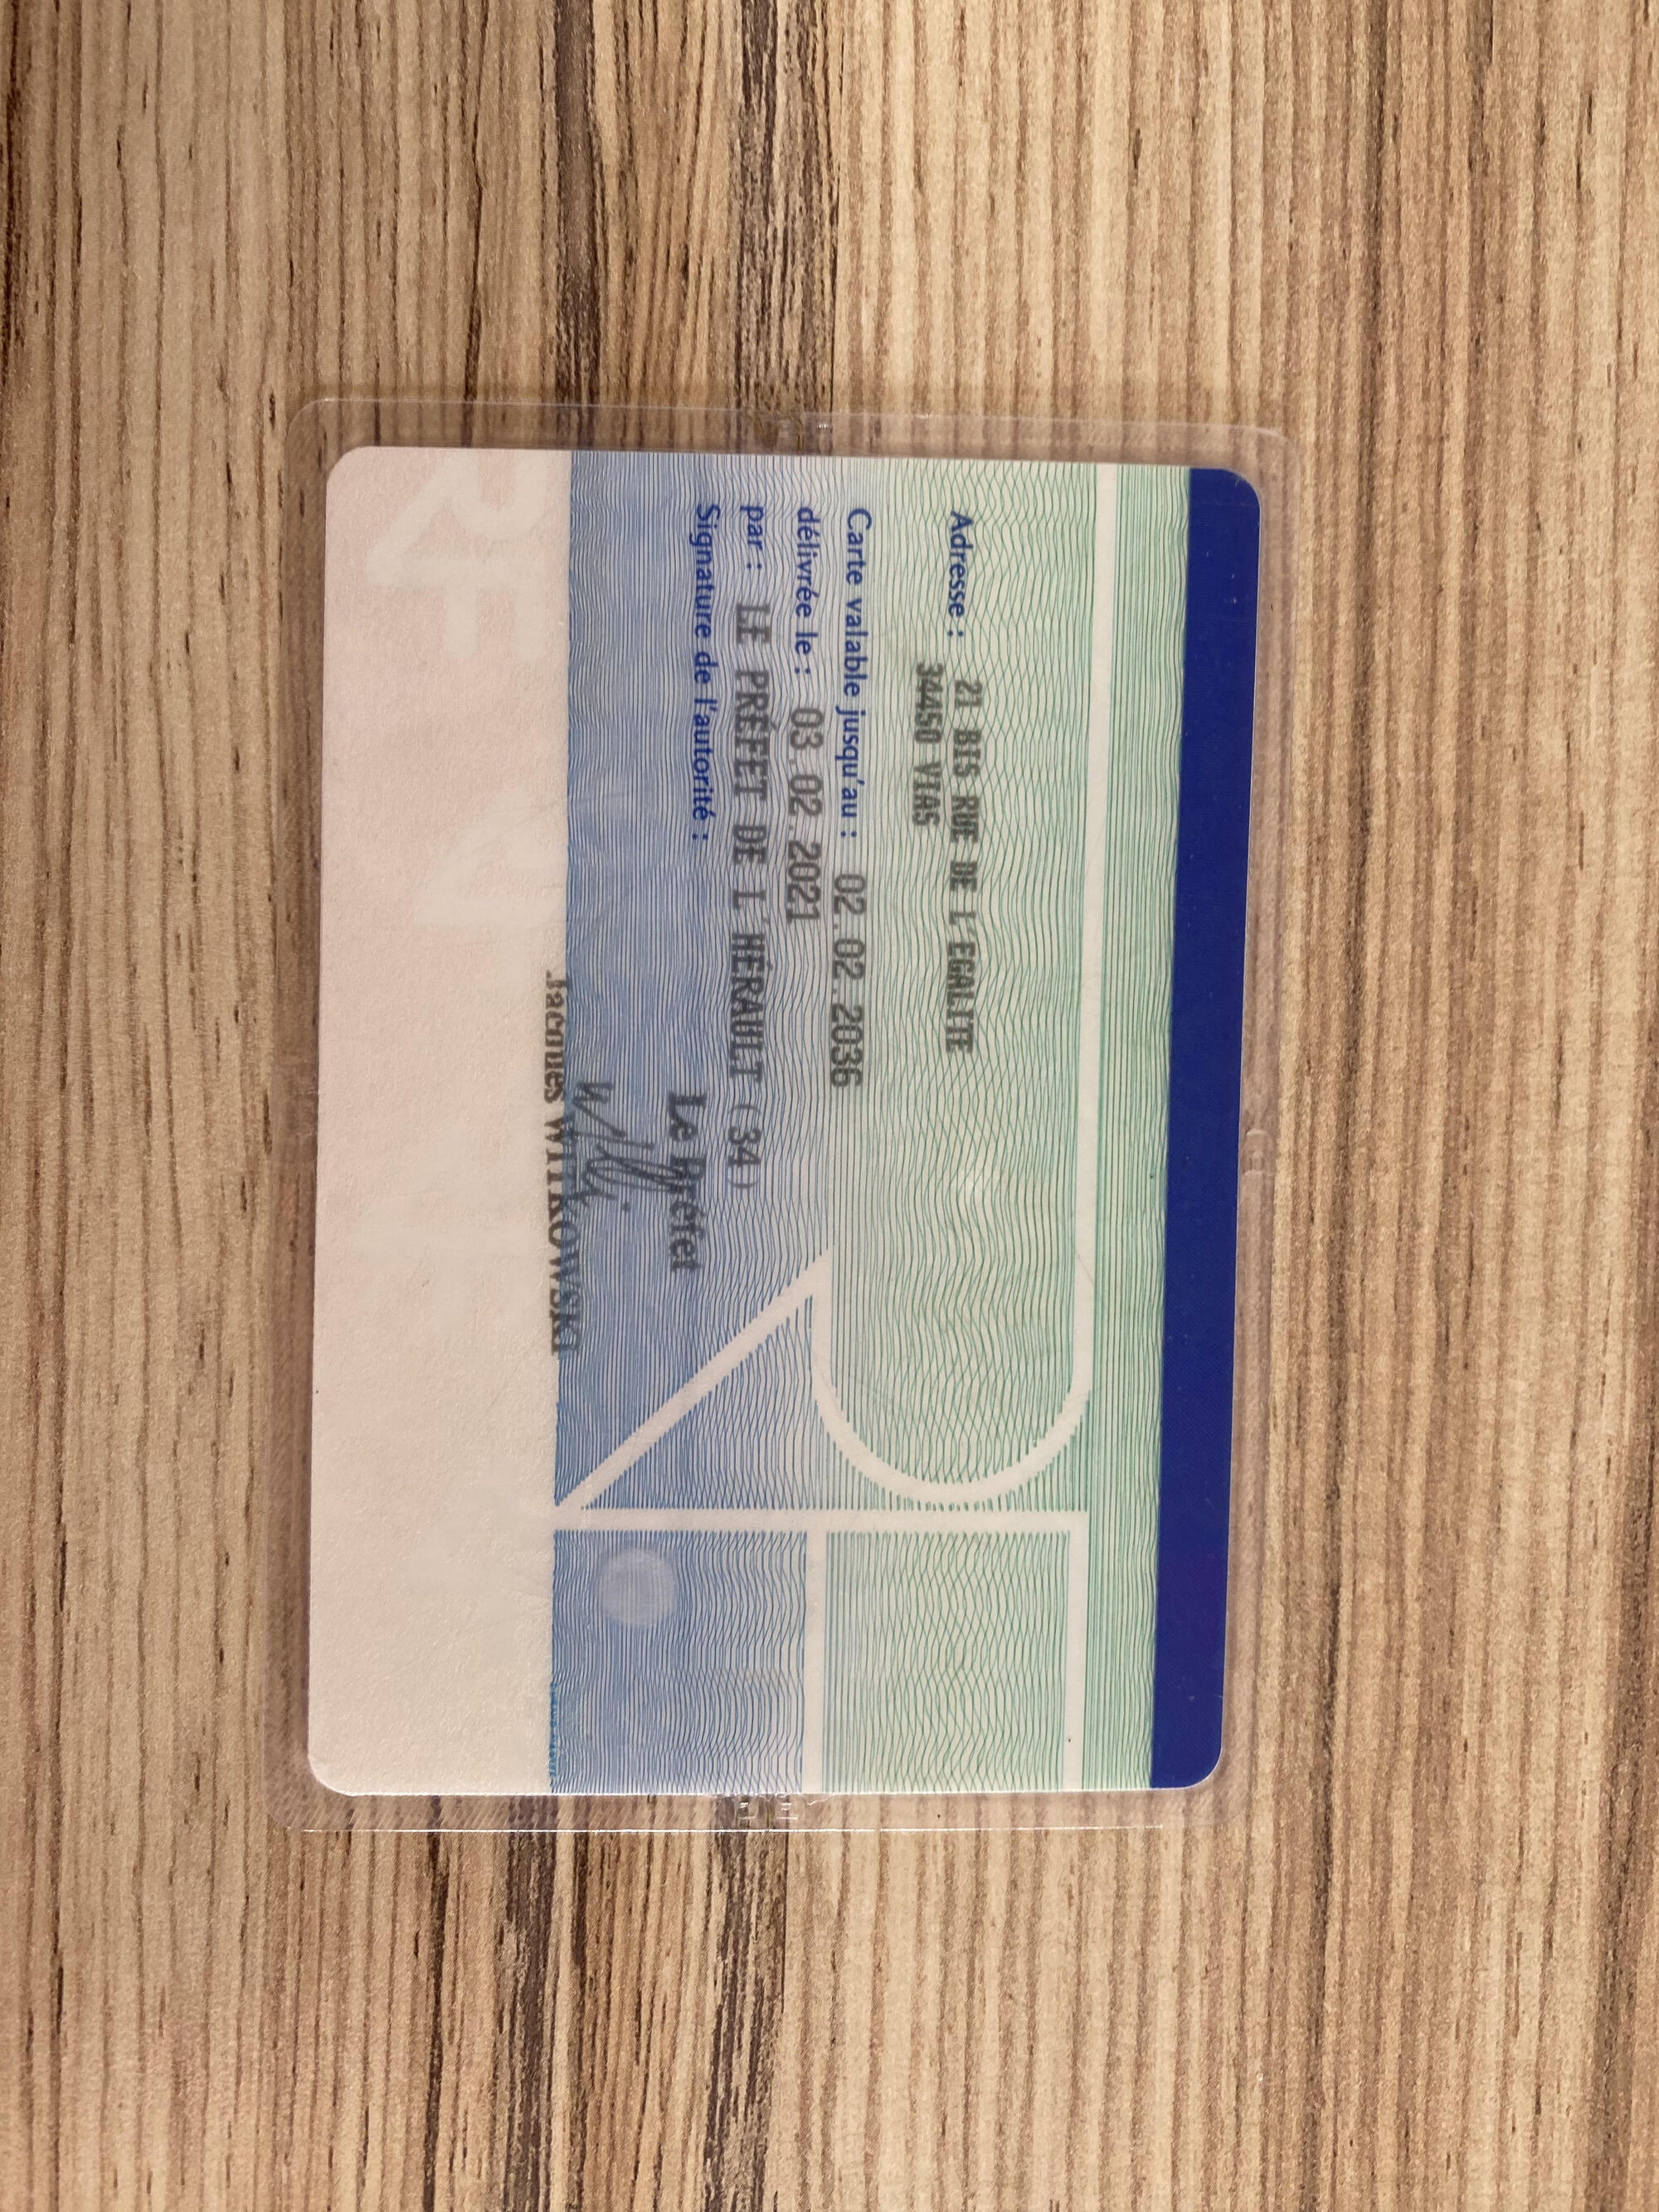 Adresse : 21 BIS RUE DE L'EGALITE
34450 VIAS
Carte valable jusqu'au : 02.02.2036
délivrée le : 03.02.2021
par : LE PRÉFET DE L'HÉRAULT (34)
Signature de l'autorité :
Le Préfet
Jacques WITKOWSKI
RF